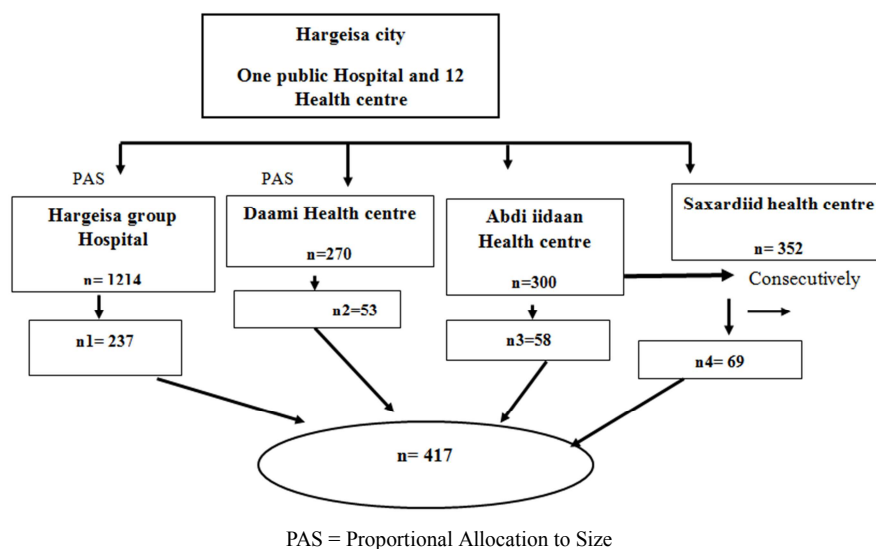 Hargeisa city
One public Hospital and 12
Health centre
PAS
PAS
Hargeisa group
Hospital
n= 1214
Daami Health centre
n=270
Abdi iidaan
Health centre
n=300
Saxardiid health centre
n= 352
Consecutively
n1= 237
n2=53
n3=58
n4= 69
n= 417
PAS = Proportional Allocation to Size